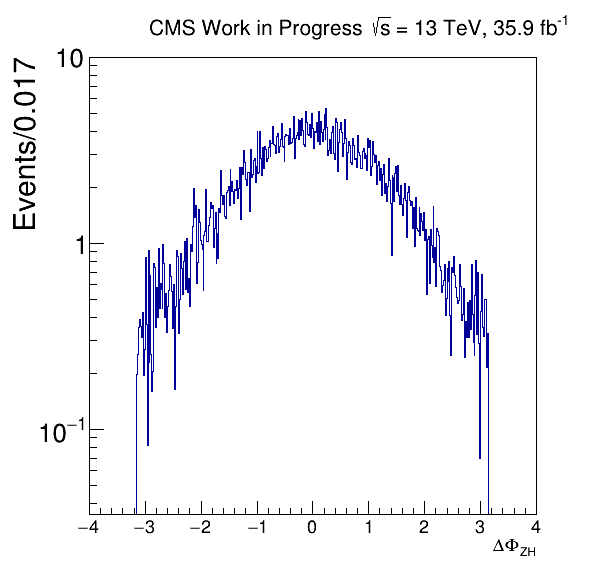 CMS Work in Progress √s = 13 TeV, 35.9 fb⁻¹
Events/0.017
10
1
10⁻¹
−4 −3 −2 −1 0 1 2 3 4
ΔΦ_ZH